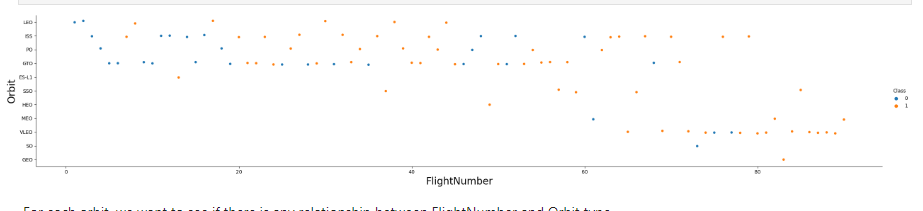 LEO
ISS
PO
GTO
ES-L1
SSO
HEO
MEO
VLEO
SO
GEO
Orbit
0 20 40 60 80
FlightNumber
Class
0
1
For each orbit, we want to see if there is any relationship between FlightNumber and Orbit type.